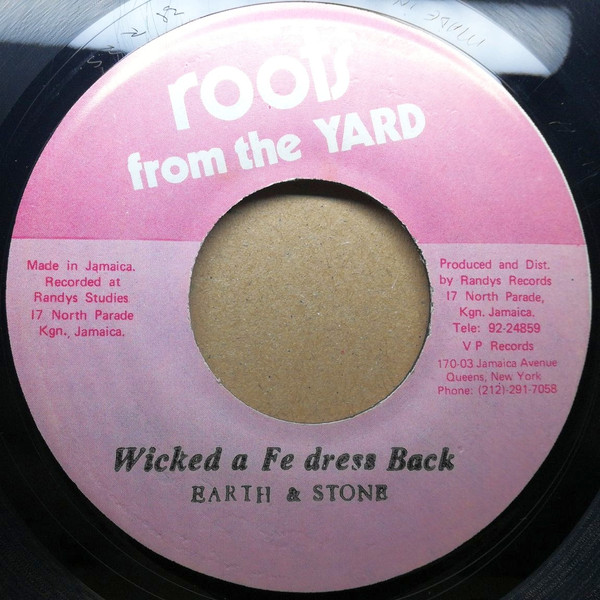 roots
from the YARD
Made in Jamaica.
Recorded at
Randys Studies
17 North Parade
Kgn., Jamaica.
Produced and Dist.
by Randys Records
17 North Parade,
Kgn. Jamaica.
Tele: 92-24859
V P Records
170-03 Jamaica Avenue
Queens, New York
Phone: (212)-291-7058
Wicked a Fe dress Back
EARTH & STONE